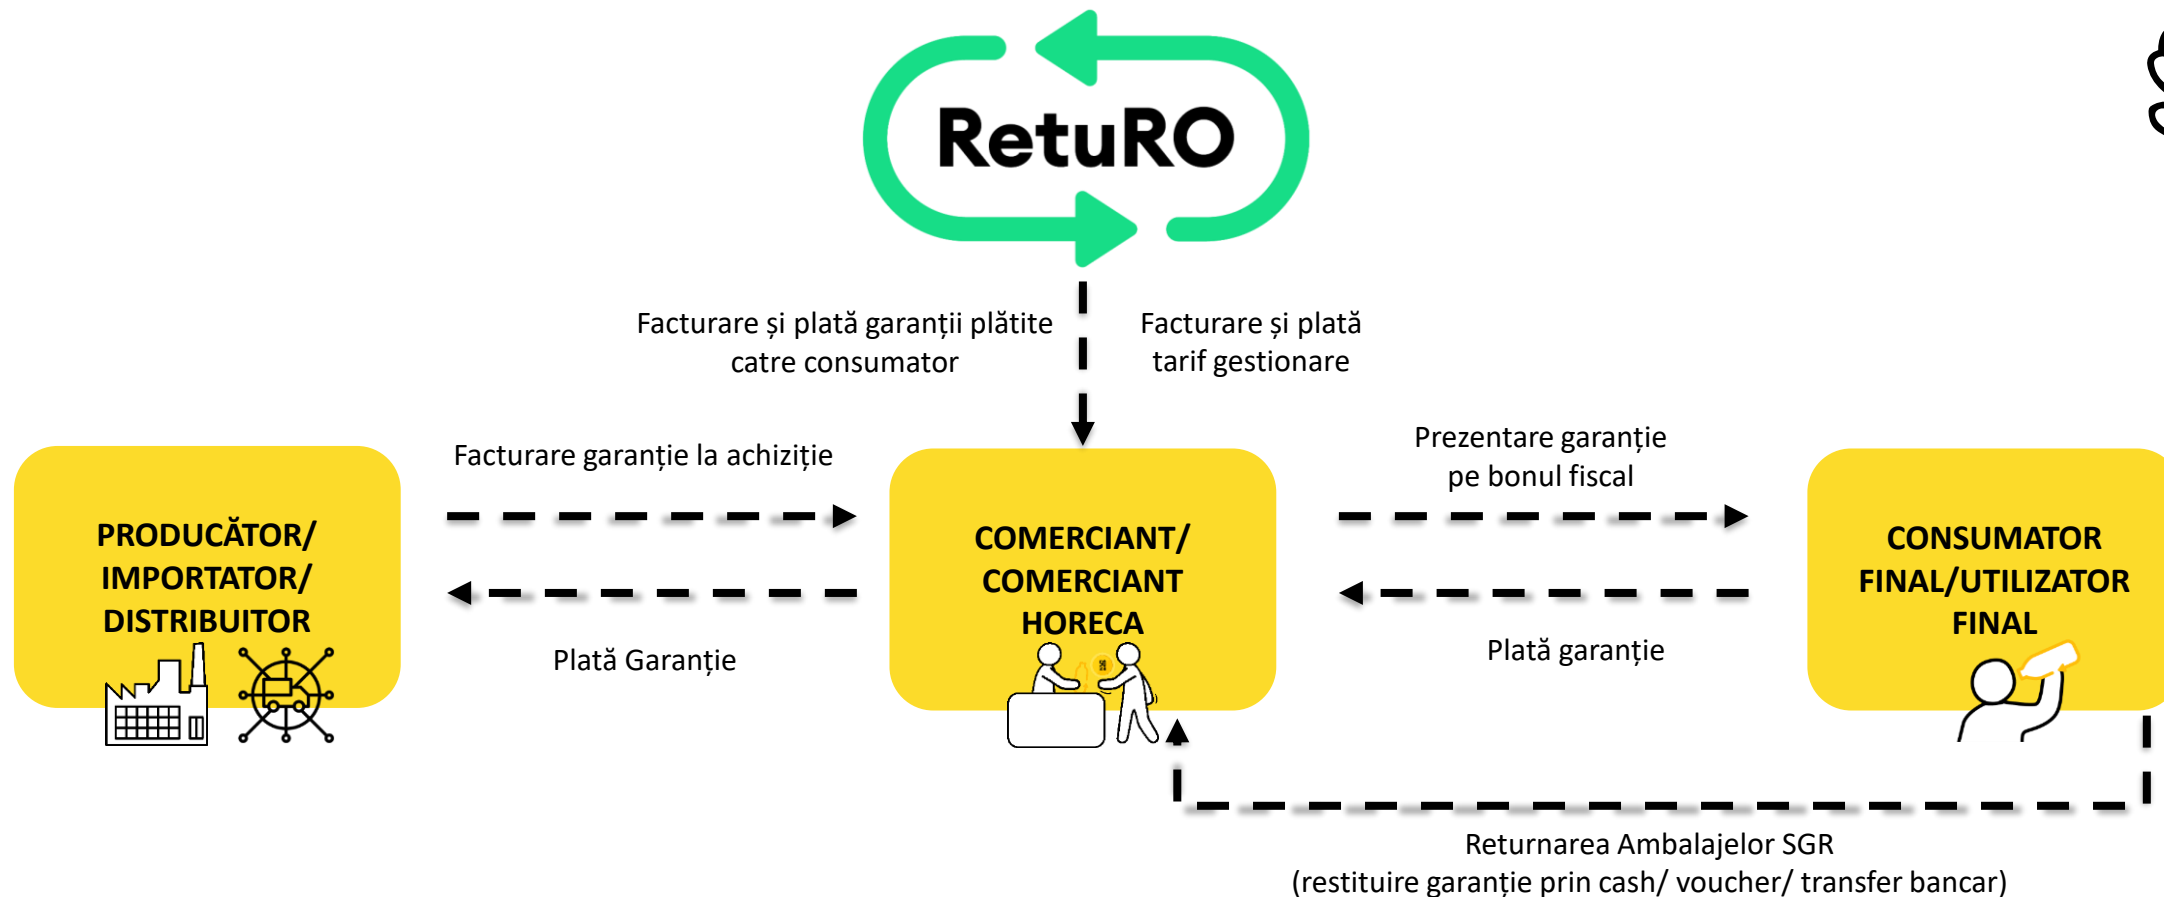 RetuRO
Facturare și plată garanții plătite
catre consumator
Facturare și plată
tarif gestionare
Facturare garanție la achiziție
Prezentare garanție
pe bonul fiscal
PRODUCĂTOR/
IMPORTATOR/
DISTRIBUITOR
COMERCIANT/
COMERCIANT
HORECA
CONSUMATOR
FINAL/UTILIZATOR
FINAL
Plată Garanție
Plată garanție
Returnarea Ambalajelor SGR
(restituire garanție prin cash/ voucher/ transfer bancar)